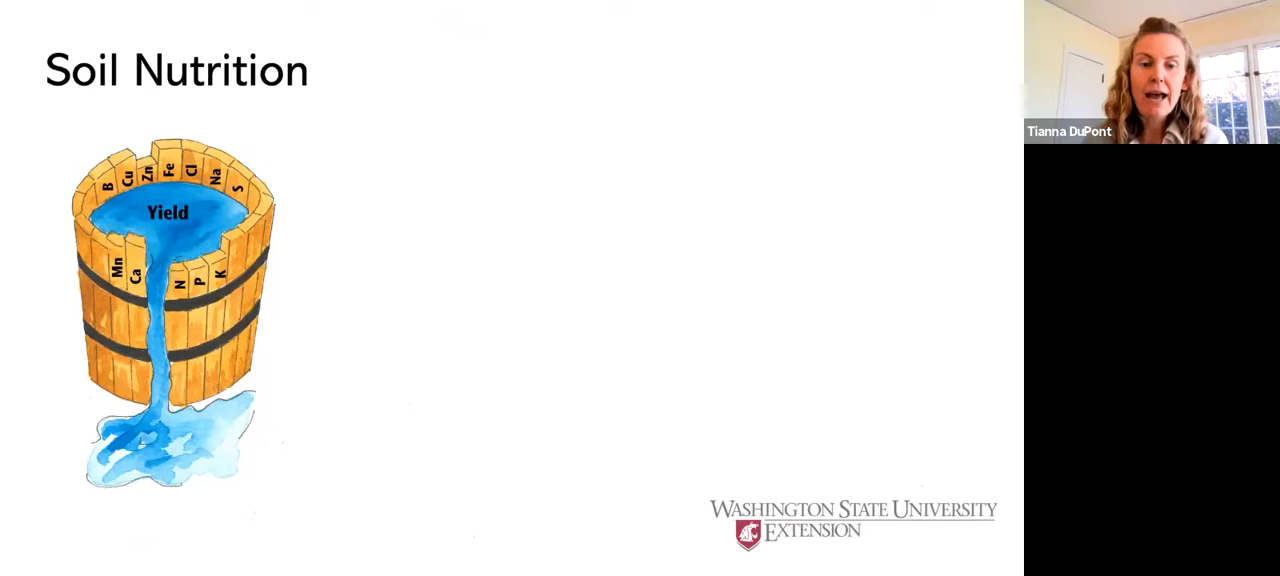 Soil Nutrition
Tianna DuPont
B Cu Zn Fe Cl Na S
Yield
Mn Ca N P K
WASHINGTON STATE UNIVERSITY
EXTENSION